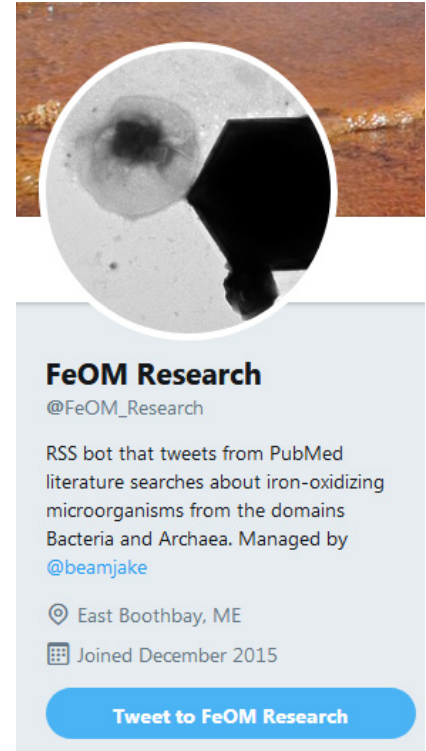 FeOM Research
@FeOM_Research
RSS bot that tweets from PubMed
literature searches about iron-oxidizing
microorganisms from the domains
Bacteria and Archaea. Managed by
@beamjake
East Boothbay, ME
Joined December 2015
Tweet to FeOM Research